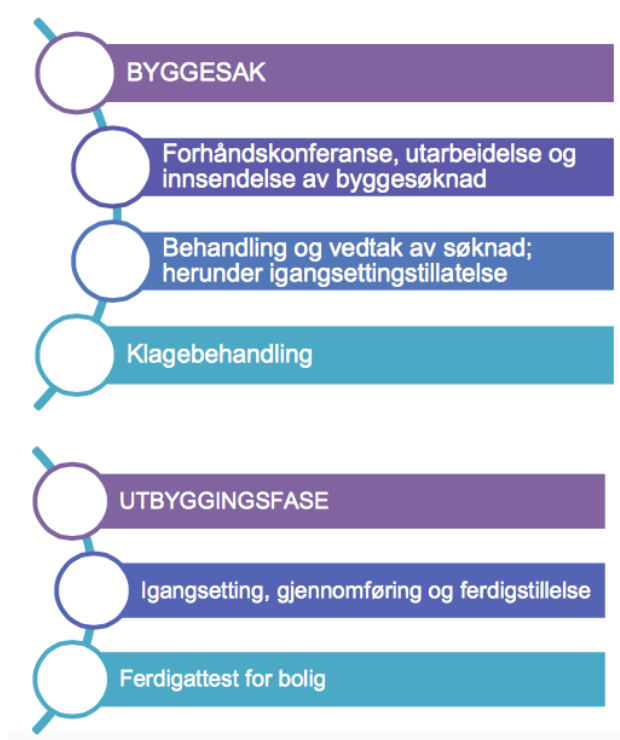 BYGGESAK
Forhåndskonferanse, utarbeidelse og
innsendelse av byggesøknad
Behandling og vedtak av søknad;
herunder igangsettingstillatelse
Klagebehandling
UTBYGGINGSFASE
Igangsetting, gjennomføring og ferdigstillelse
Ferdigattest for bolig